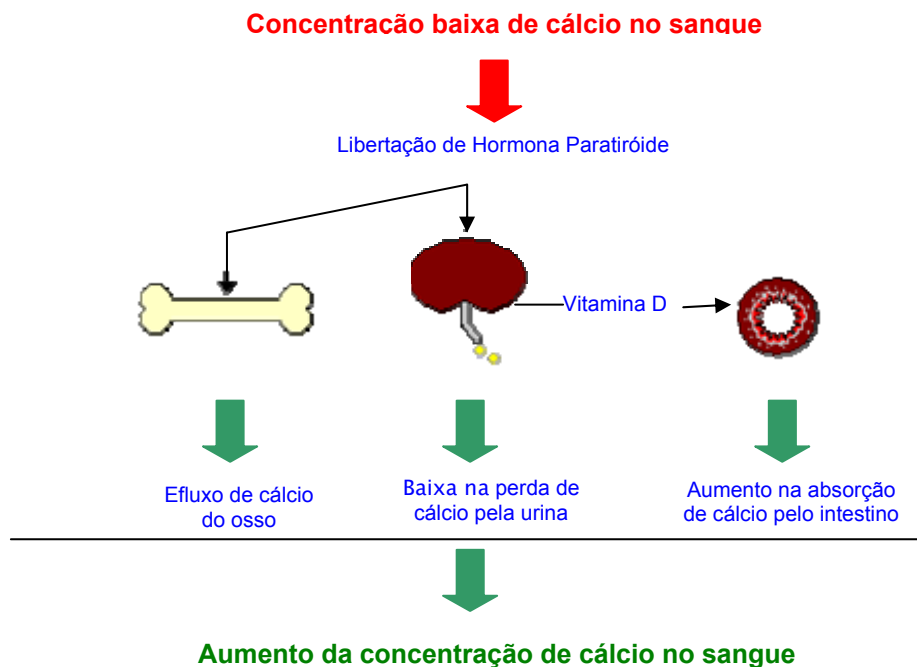 Concentração baixa de cálcio no sangue
Libertação de Hormona Paratiróide
Vitamina D
Efluxo de cálcio
do osso
Baixa na perda de
cálcio pela urina
Aumento na absorção
de cálcio pelo intestino
Aumento da concentração de cálcio no sangue